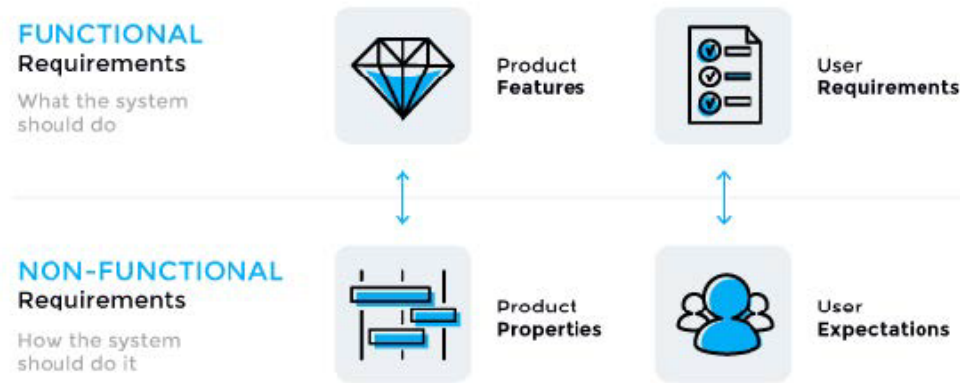 FUNCTIONAL
Requirements
What the system
should do
Product
Features
User
Requirements
NON-FUNCTIONAL
Requirements
How the system
should do it
Product
Properties
User
Expectations